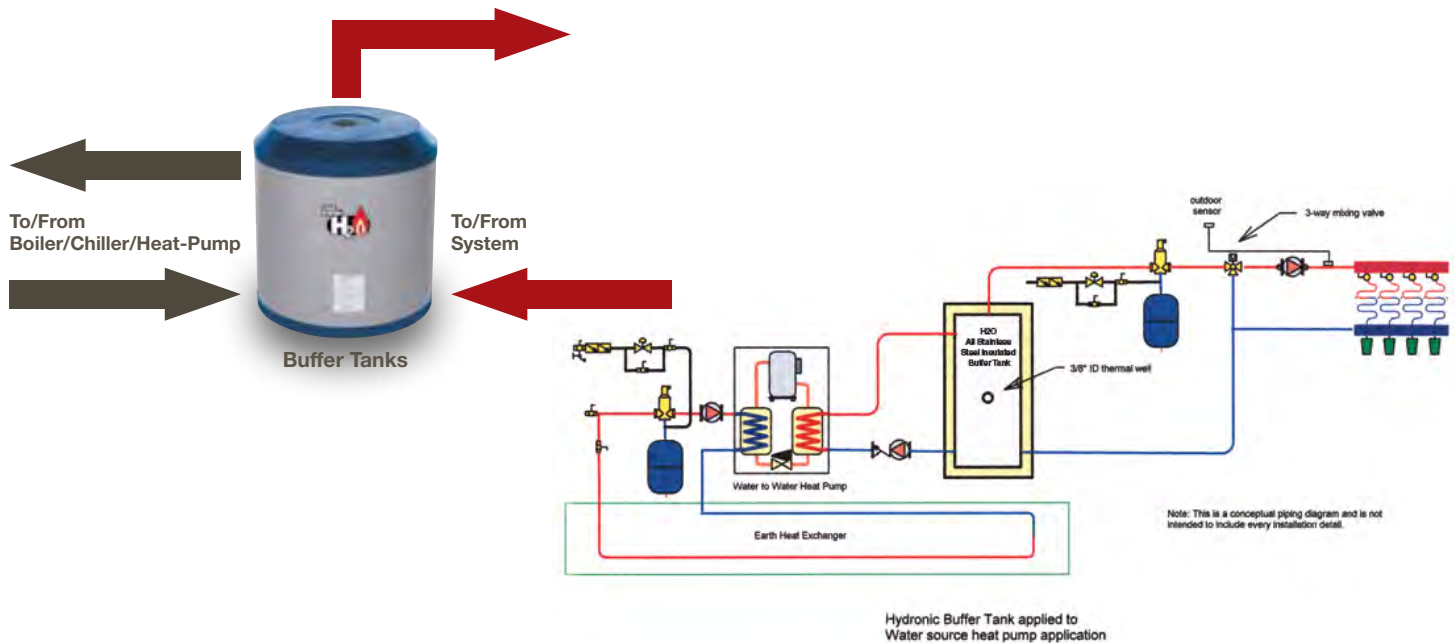 To/From
Boiler/Chiller/Heat-Pump
To/From
System
Buffer Tanks
outdoor
sensor
3-way mixing valve
H2O
All Stainless
Steel Insulated
Buffer Tank
3/8" ID thermal well
Water to Water Heat Pump
Earth Heat Exchanger
Note: This is a conceptual piping diagram and is not
intended to include every installation detail.
Hydronic Buffer Tank applied to
Water source heat pump application